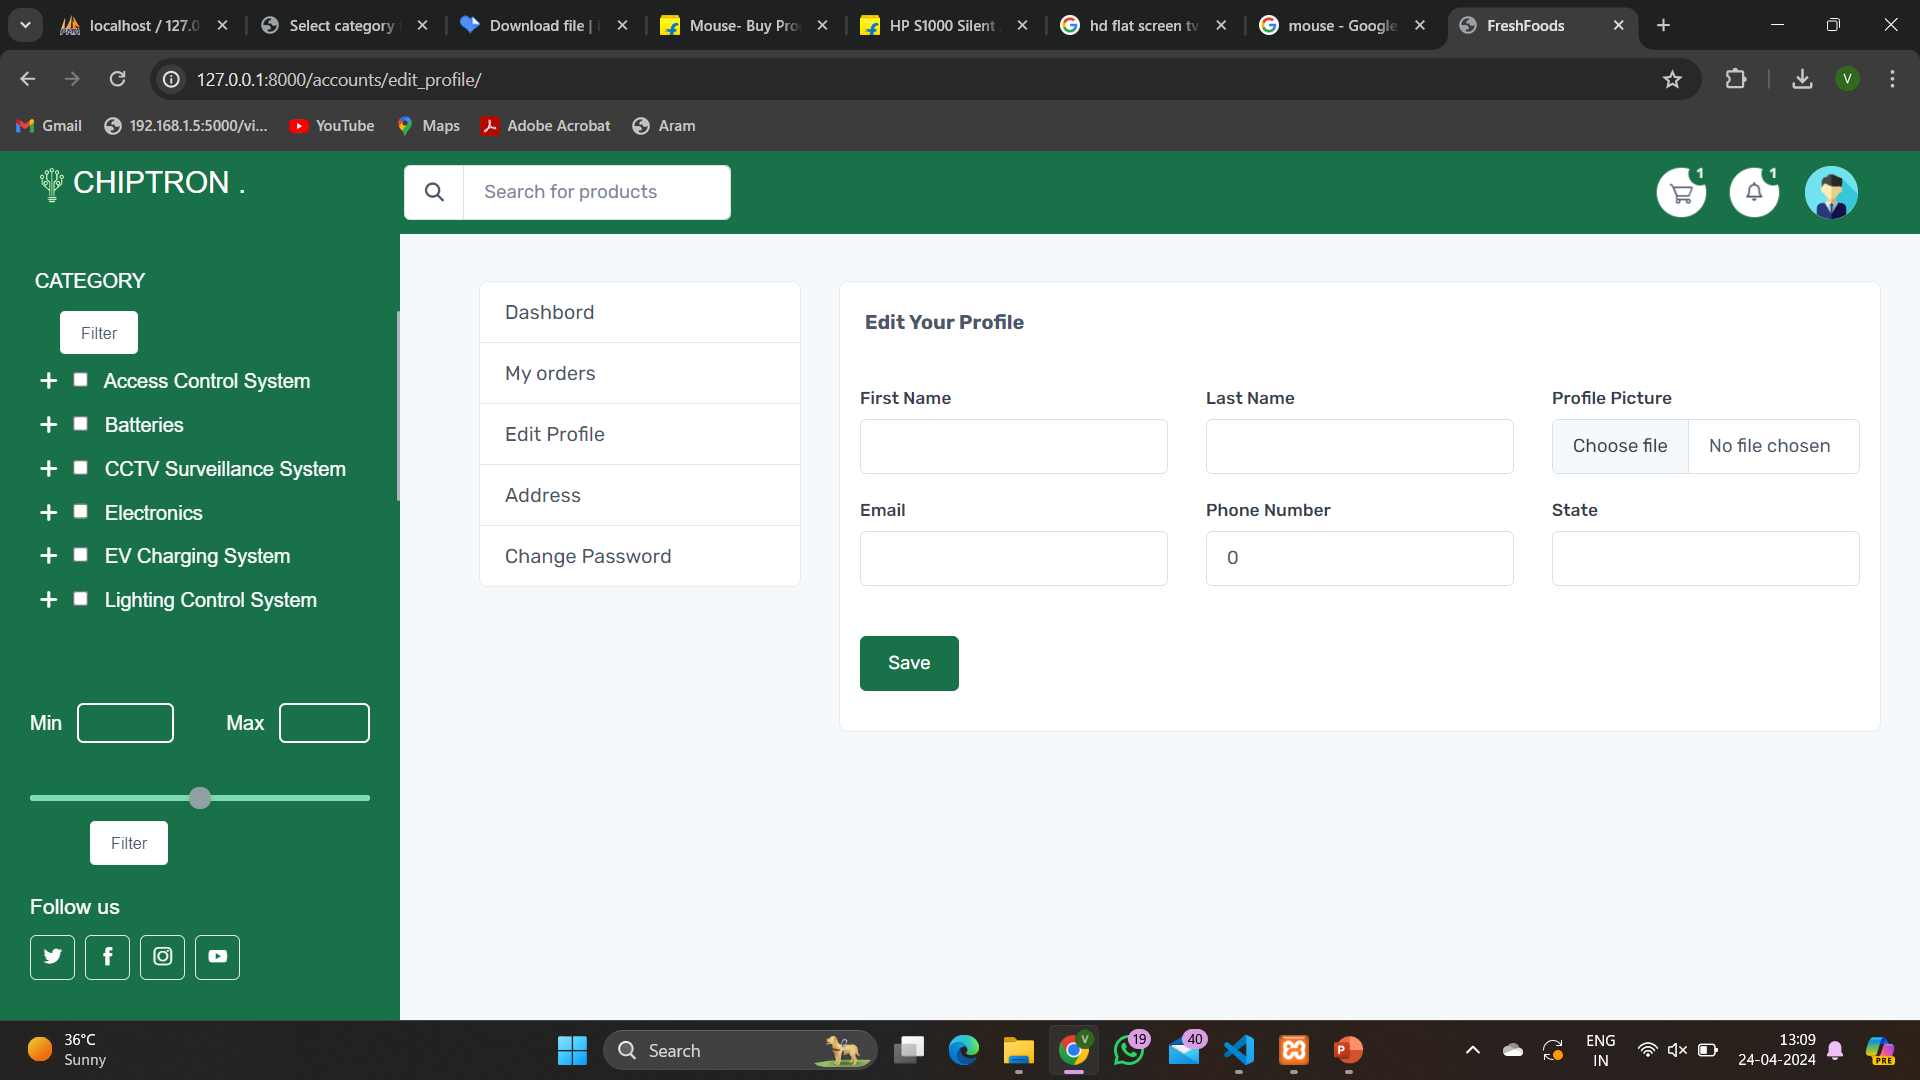 localhost / 127.0
Select category
Download file |
Mouse- Buy Pro
HP S1000 Silent
hd flat screen tv
mouse - Google
FreshFoods
127.0.0.1:8000/accounts/edit_profile/
V
Gmail
192.168.1.5:5000/vi...
YouTube
Maps
Adobe Acrobat
Aram
CHIPTRON .
Search for products
1
1
CATEGORY
Filter
Access Control System
Batteries
CCTV Surveillance System
Electronics
EV Charging System
Lighting Control System
Min
Max
Filter
Follow us
Dashbord
My orders
Edit Profile
Address
Change Password
Edit Your Profile
First Name
Last Name
Profile Picture
Choose file
No file chosen
Email
Phone Number
State
0
Save
36°C
Sunny
Search
V
19
40
P
ENG
IN
13:09
24-04-2024
PRE